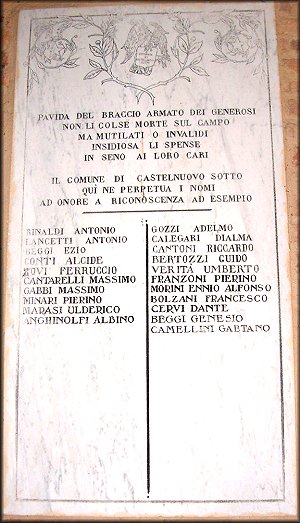 PAVIDA DEL BRACCIO ARMATO DEI GENEROSI
NON LI COLSE MORTE SUL CAMPO
MA MUTILATI O INVALIDI
INSIDIOSA LI SPENSE
IN SENO AI LORO CARI
IL COMUNE DI CASTELNUOVO SOTTO
QUI NE PERPETUA I NOMI
AD ONORE A RICONOSCENZA AD ESEMPIO
RINALDI ANTONIO
LANCETTI ANTONIO
BEGGI EZIO
CONTI ALCIDE
ROVI FERRUCCIO
CANTARELLI MASSIMO
GABBI MASSIMO
MINARI PIERINO
MARASI ULDERICO
ANGHINOLFI ALBINO
GOZZI ADELMO
CALEGARI DIALMA
CANTONI RICCARDO
BERTOZZI GUIDO
VERITÀ UMBERTO
FRANZONI PIERINO
MORINI ENNIO ALFONSO
BOLZANI FRANCESCO
CERVI DANTE
BEGGI GENESIO
CAMELLINI GAETANO